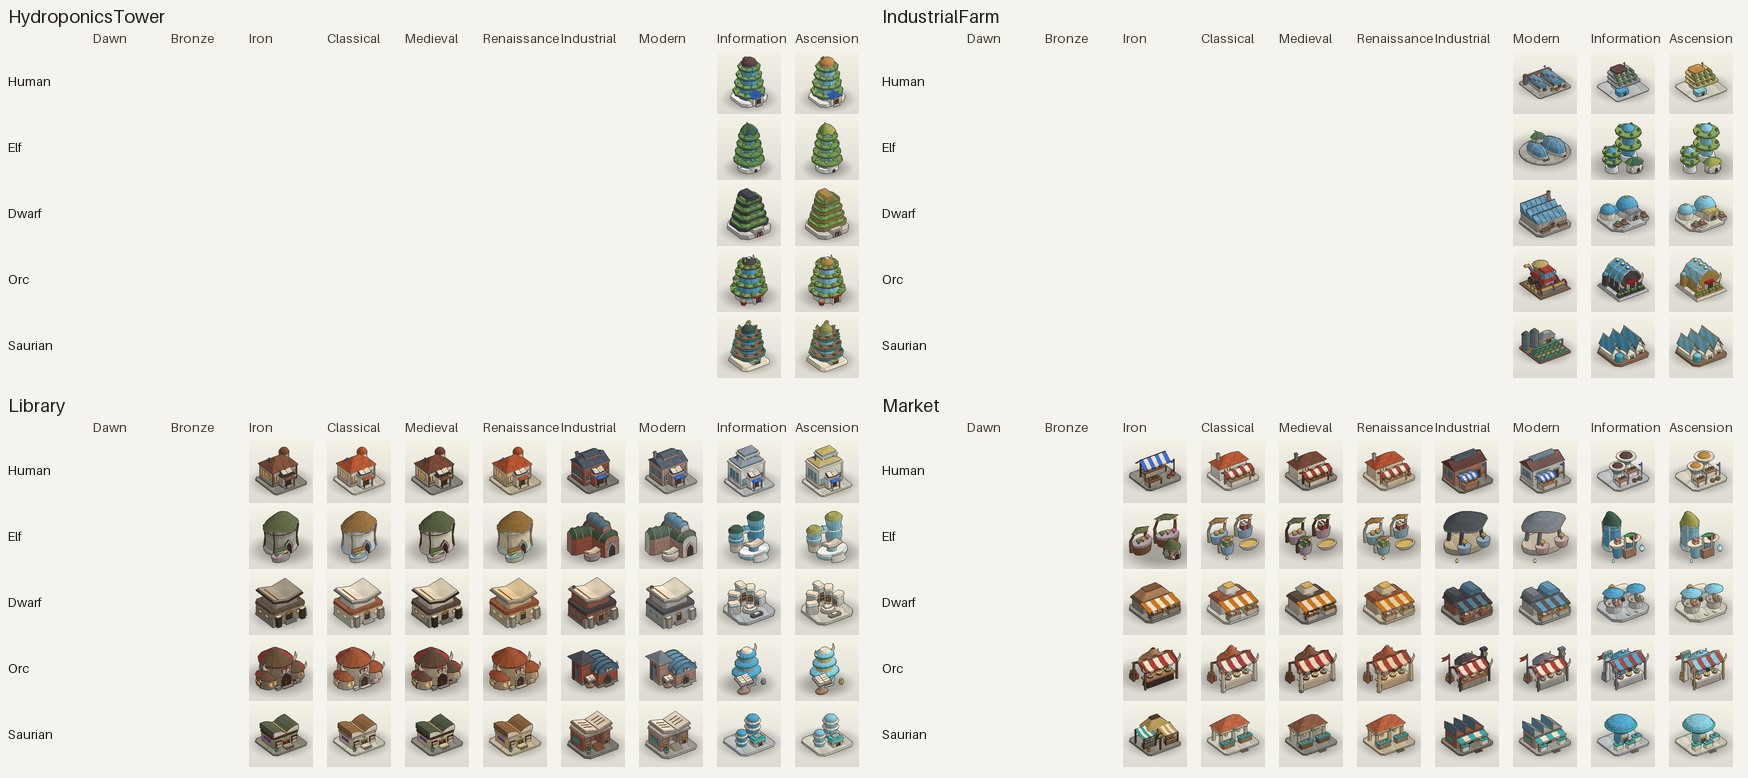 HydroponicsTower
Dawn Bronze Iron Classical Medieval Renaissance Industrial Modern Information Ascension
Human
Elf
Dwarf
Orc
Saurian
IndustrialFarm
Dawn Bronze Iron Classical Medieval Renaissance Industrial Modern Information Ascension
Human
Elf
Dwarf
Orc
Saurian
Library
Dawn Bronze Iron Classical Medieval Renaissance Industrial Modern Information Ascension
Human
Elf
Dwarf
Orc
Saurian
Market
Dawn Bronze Iron Classical Medieval Renaissance Industrial Modern Information Ascension
Human
Elf
Dwarf
Orc
Saurian